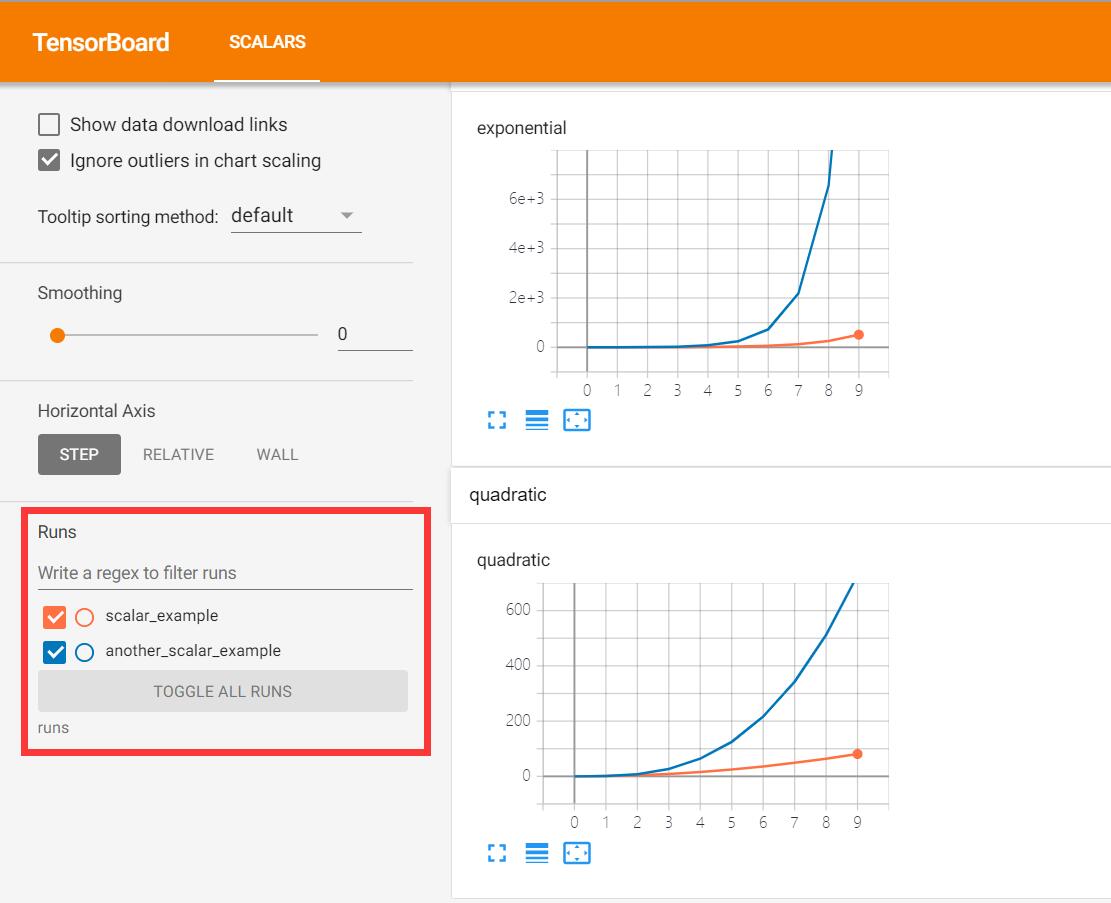 TensorBoard SCALARS
Show data download links
Ignore outliers in chart scaling
Tooltip sorting method: default
Smoothing
0
Horizontal Axis
STEP RELATIVE WALL
Runs
Write a regex to filter runs
scalar_example
another_scalar_example
TOGGLE ALL RUNS
runs
exponential
6e+3
4e+3
2e+3
0
0 1 2 3 4 5 6 7 8 9
quadratic
quadratic
600
400
200
0
0 1 2 3 4 5 6 7 8 9